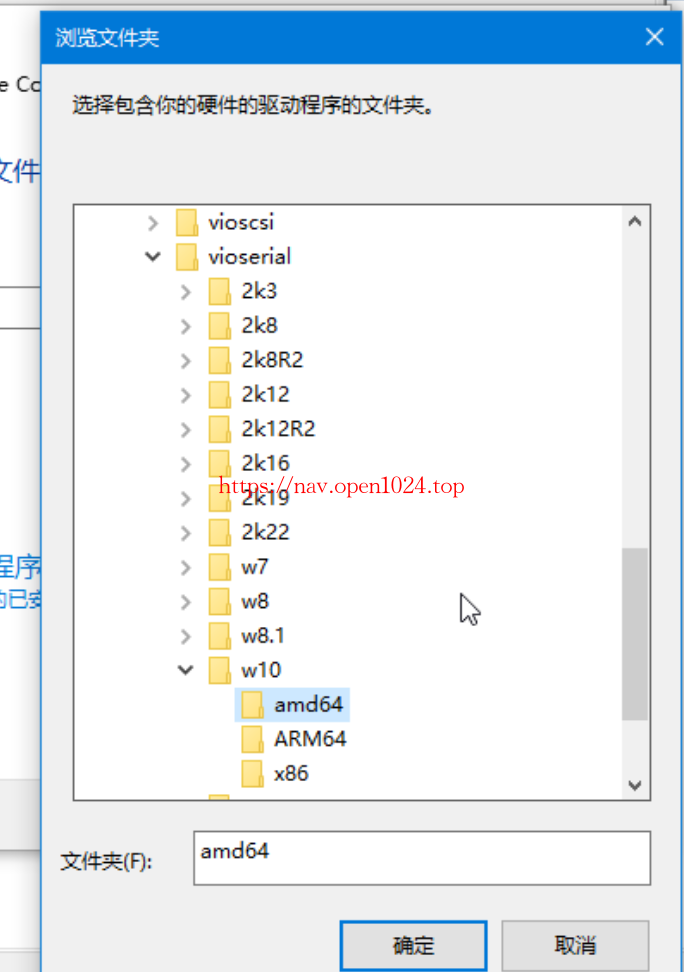 浏览文件夹
e Co
选择包含你的硬件的驱动程序的文件夹。
文件
vioscsi
vioserial
2k3
2k8
2k8R2
2k12
2k12R2
2k16
https://nav.open1024.top
2k19
2k22
w7
程序
w8
的已安
w8.1
w10
amd64
ARM64
x86
文件夹(F):
amd64
确定
取消